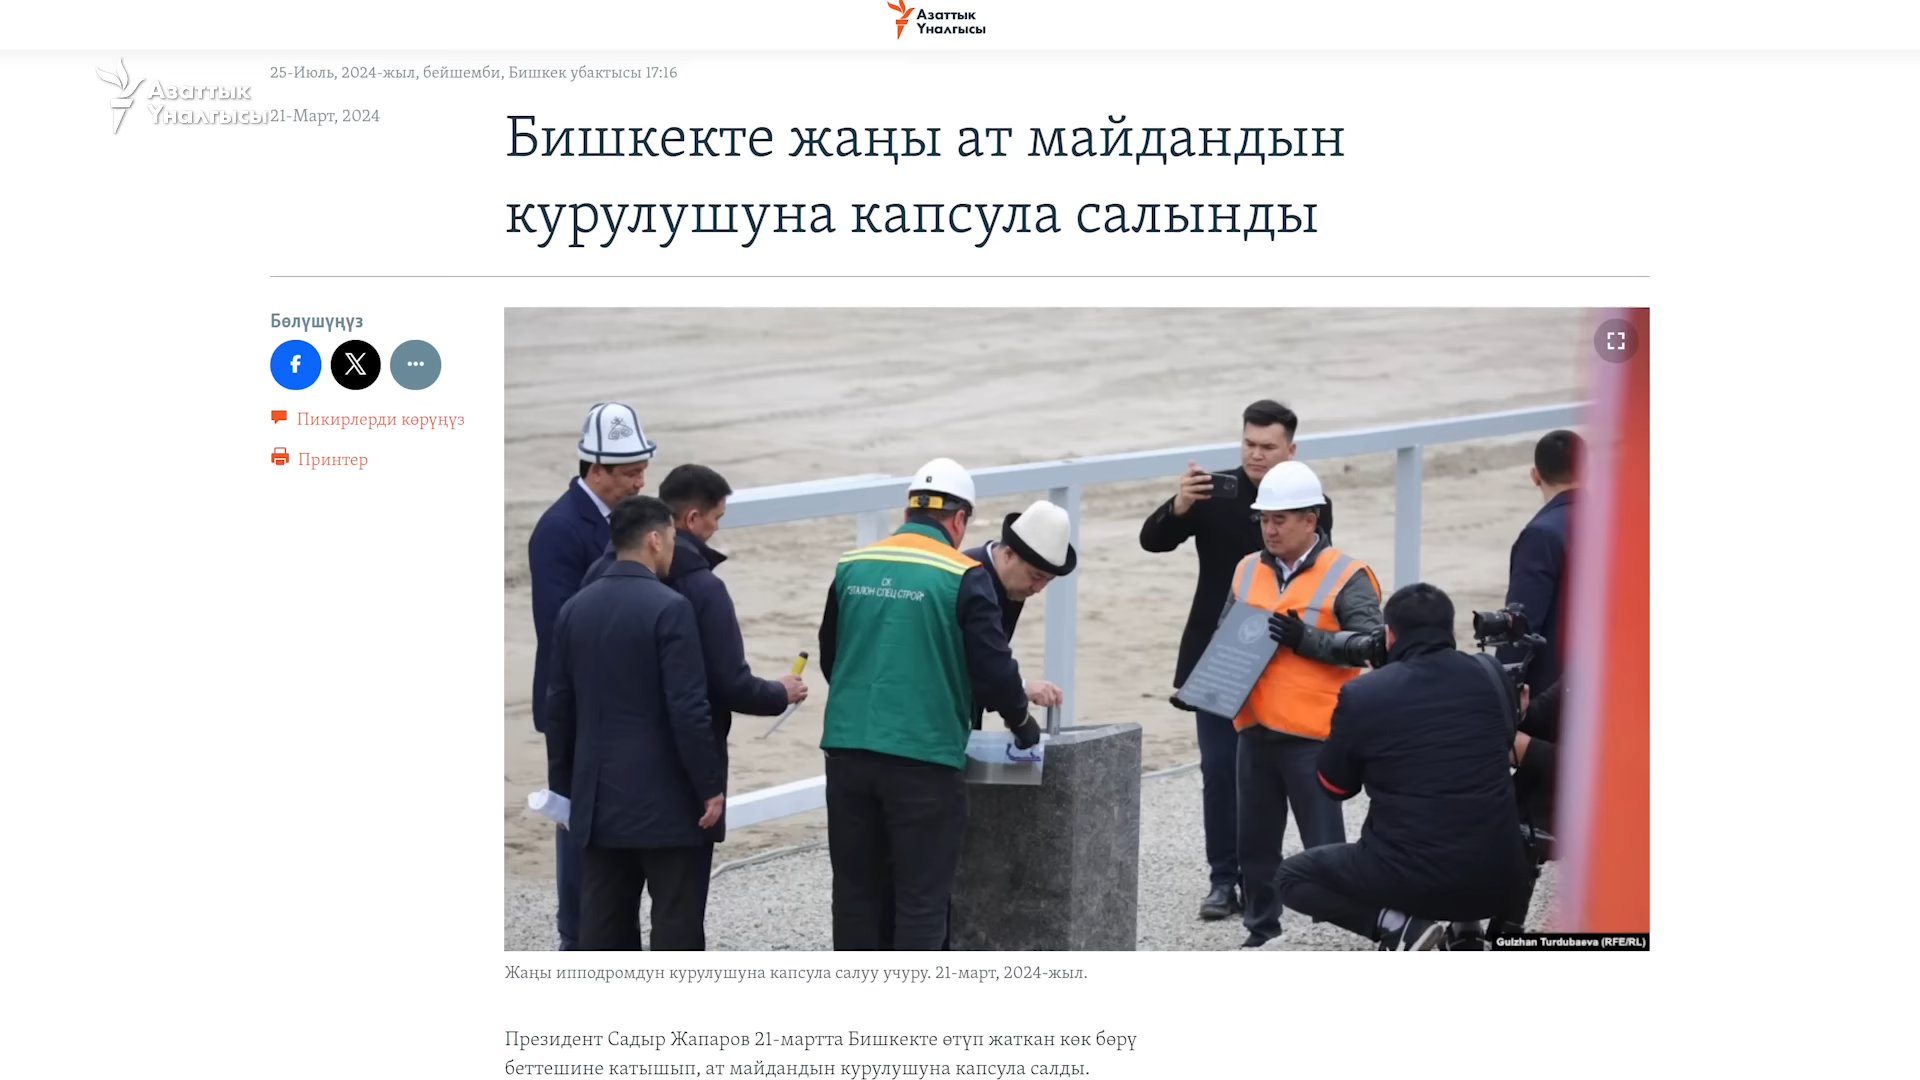 Азаттык
Үналгысы
Азаттык
Үналгысы
25-Июль, 2024-жыл, бейшемби, Бишкек убактысы 17:16
21-Март, 2024
Бишкекте жаңы ат майдандын
курулушуна капсула салынды
Бөлүшүңүз
Пикирлерди көрүңүз
Принтер
СК
"ЭТАЛОН СПЕЦ СТРОЙ"
Gulzhan Turdubaeva (RFE/RL)
Жаңы ипподромдун курулушуна капсула салуу учуру. 21-март, 2024-жыл.
Президент Садыр Жапаров 21-мартта Бишкекте өтүп жаткан көк бөрү
беттешине катышып, ат майдандын курулушуна капсула салды.